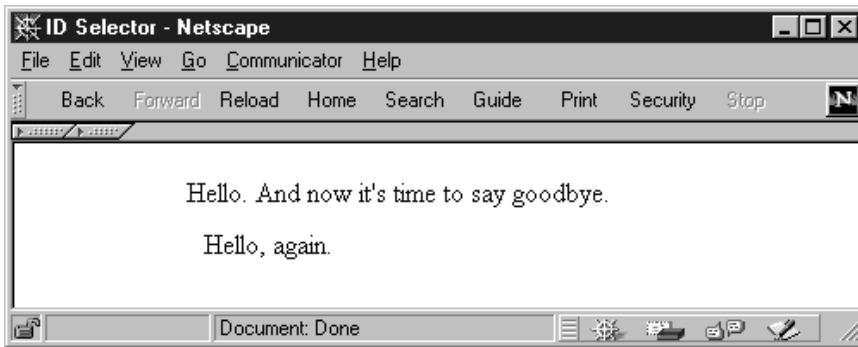 ID Selector - Netscape
File Edit View Go Communicator Help
Back Forward Reload Home Search Guide Print Security Stop N
Hello. And now it's time to say goodbye.
Hello, again.
Document: Done